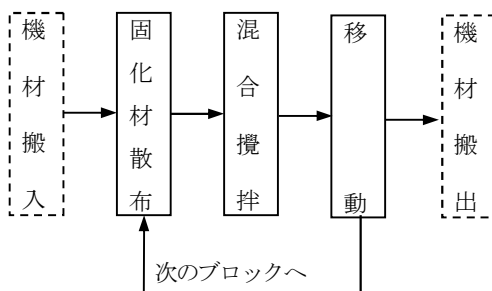 機材搬入
固化材散布
混合攪拌
移動
機材搬出
次のブロックへ